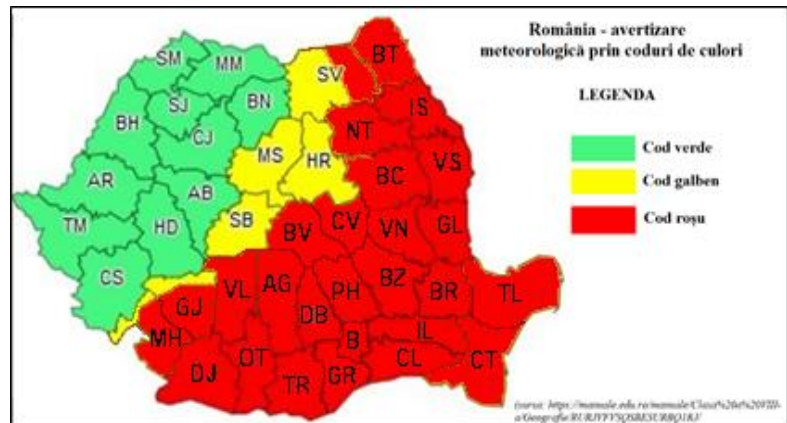 România - avertizare
meteorologică prin coduri de culori
LEGENDA
Cod verde
Cod galben
Cod roșu
SM
MM
SV
BT
BH
SJ
BN
IS
CJ
NT
MS
HR
VS
AR
AB
BC
TM
HD
SB
BV
CV
VN
GL
CS
GJ
VL
AG
PH
BZ
BR
TL
DB
MH
B
IL
DJ
OT
TR
GR
CL
CT